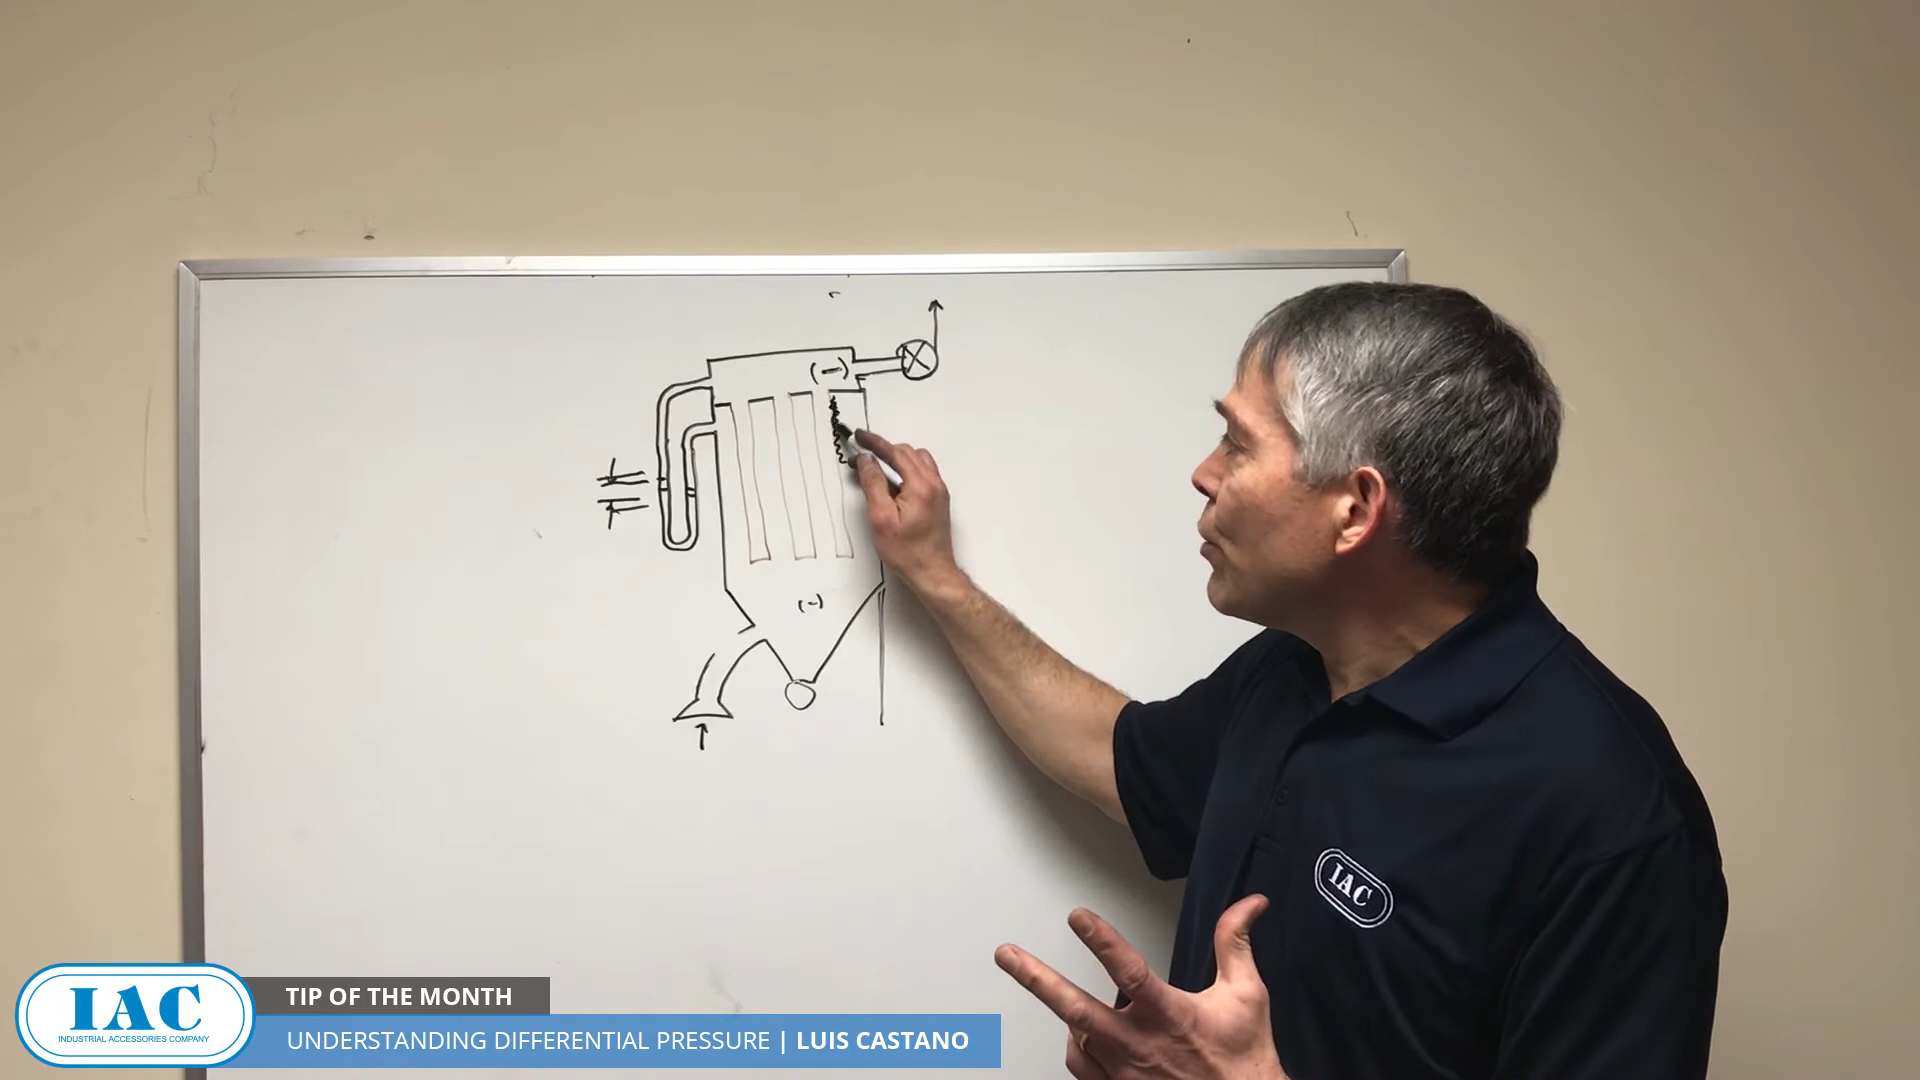 (-)
(-)
IAC
IAC
INDUSTRIAL ACCESSORIES COMPANY
TIP OF THE MONTH
UNDERSTANDING DIFFERENTIAL PRESSURE | LUIS CASTANO